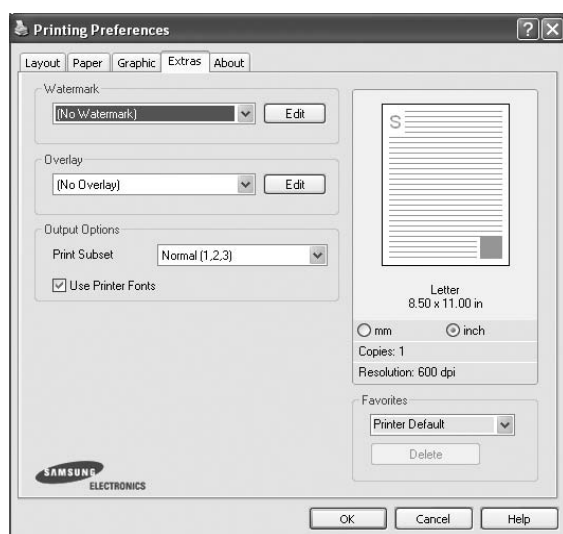 Printing Preferences
Layout Paper Graphic Extras About
Watermark
(No Watermark) Edit
Overlay
(No Overlay) Edit
Output Options
Print Subset Normal (1,2,3)
Use Printer Fonts
S
Letter
8.50 x 11.00 in
mm inch
Copies: 1
Resolution: 600 dpi
Favorites
Printer Default
Delete
SAMSUNG
ELECTRONICS
OK Cancel Help